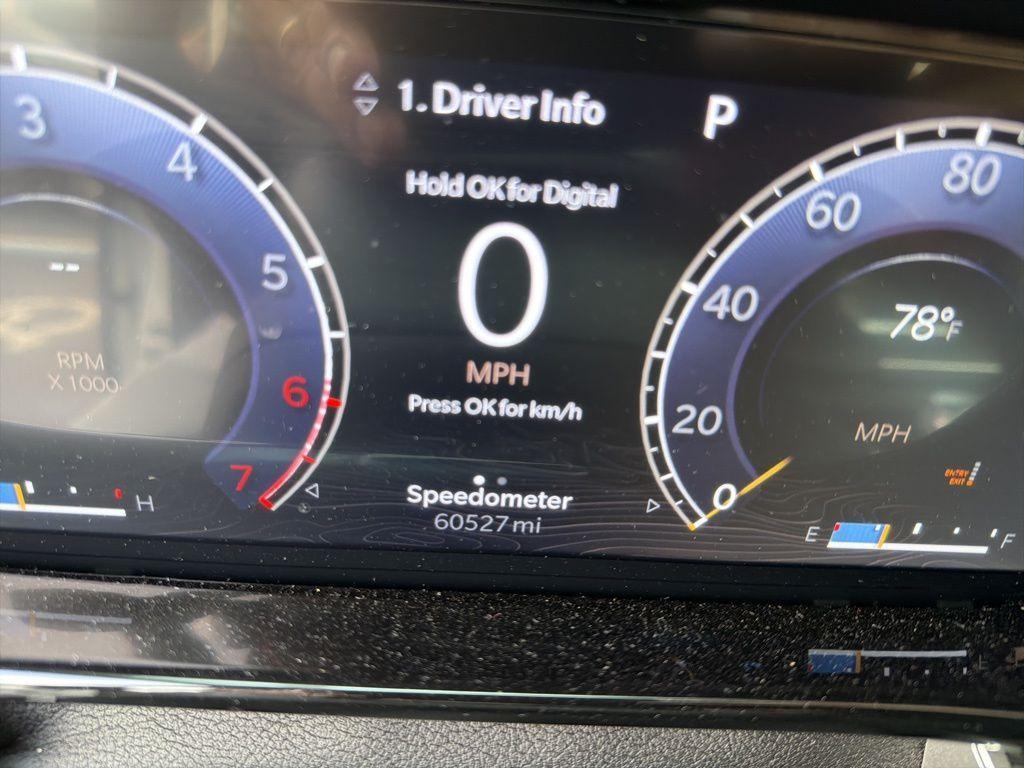 1. Driver Info
P
Hold OK for Digital
0
MPH
Press OK for km/h
Speedometer
60527 mi
3
4
5
6
7
RPM
X 1000
C
H
80
60
40
20
0
78°F
MPH
ENTRY
EXIT
E
F